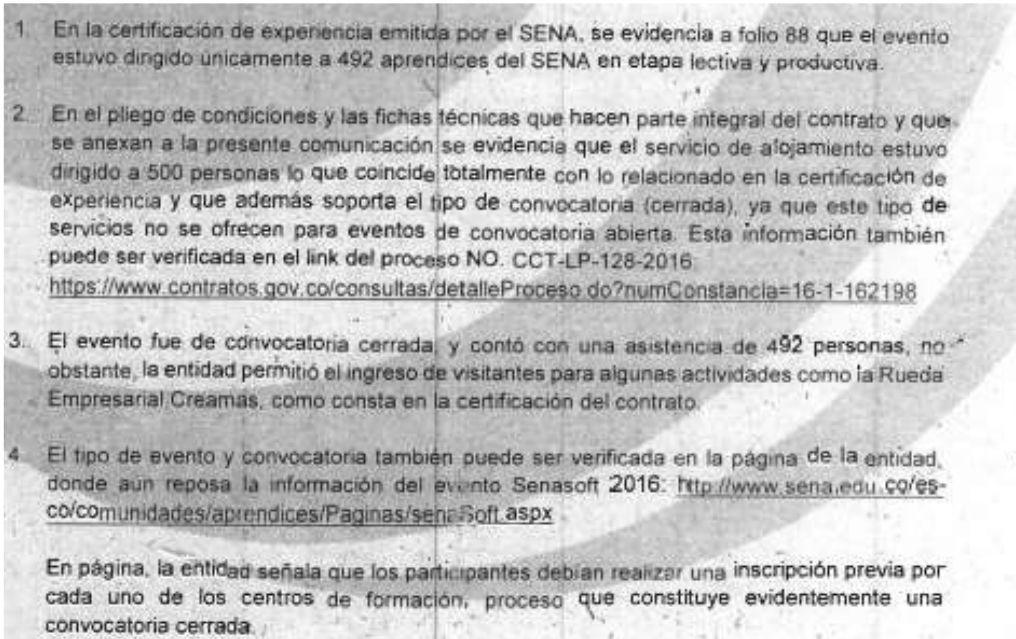 1. En la certificación de experiencia emitida por el SENA, se evidencia a folio 88 que el evento
estuvo dirigido únicamente a 492 aprendices del SENA en etapa lectiva y productiva.
2. En el pliego de condiciones y las fichas técnicas que hacen parte integral del contrato y que
se anexan a la presente comunicación se evidencia que el servicio de alojamiento estuvo
dirigido a 500 personas lo que coincide totalmente con lo relacionado en la certificación de
experiencia y que además soporta el tipo de convocatoria (cerrada), ya que este tipo de
servicios no se ofrecen para eventos de convocatoria abierta. Esta información también
puede ser verificada en el link del proceso NO. CCT-LP-128-2016
https://www.contratos.gov.co/consultas/detalleProceso.do?numConstancia=16-1-162198
3. El evento fue de convocatoria cerrada, y contó con una asistencia de 492 personas, no
obstante, la entidad permitió el ingreso de visitantes para algunas actividades como la Rueda
Empresarial Creamas, como consta en la certificación del contrato.
4. El tipo de evento y convocatoria también puede ser verificada en la página de la entidad,
donde aún reposa la información del evento Senasoft 2016: http://www.sena.edu.co/es-
co/comunidades/aprendices/Paginas/senaSoft.aspx
En página, la entidad señala que los participantes debían realizar una inscripción previa por
cada uno de los centros de formación, proceso que constituye evidentemente una
convocatoria cerrada.